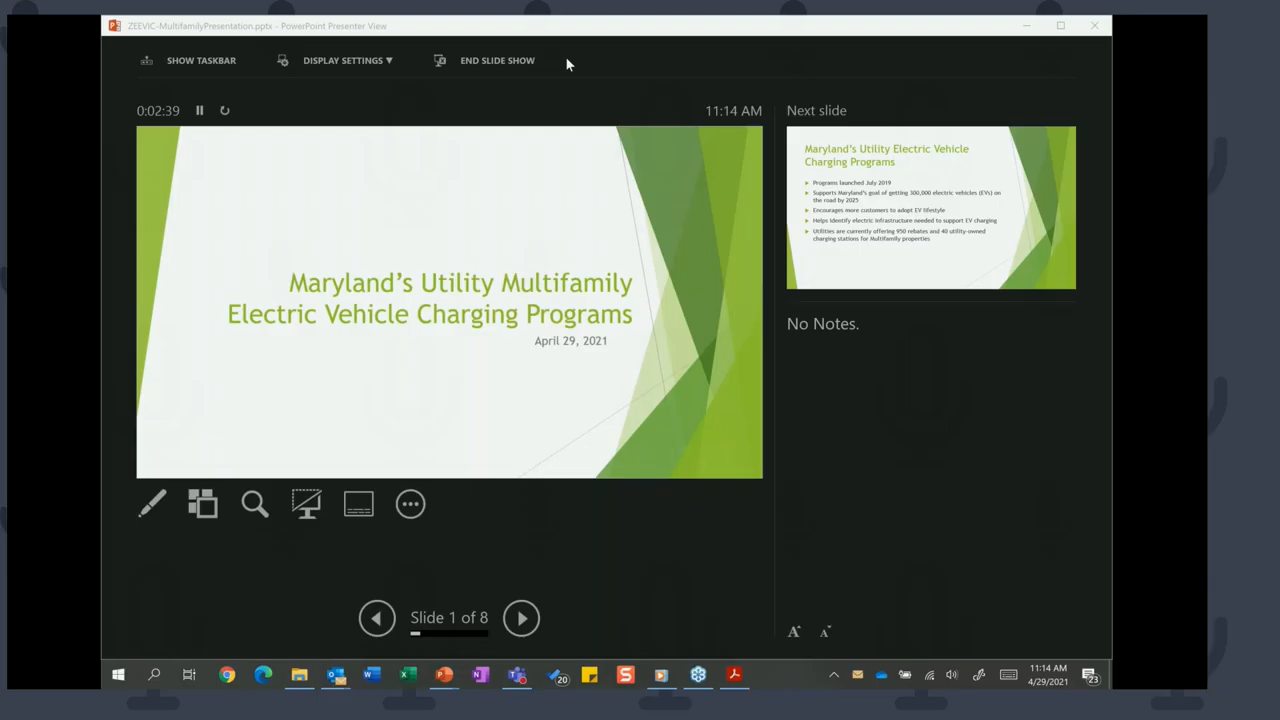 ZEEVIC-MultifamilyPresentation.pptx - PowerPoint Presenter View
SHOW TASKBAR
DISPLAY SETTINGS ▼
END SLIDE SHOW
0:02:39
11:14 AM
Maryland's Utility Multifamily
Electric Vehicle Charging Programs
April 29, 2021
Next slide
Maryland's Utility Electric Vehicle
Charging Programs
Programs launched July 2019
Supports Maryland's goal of getting 300,000 electric vehicles (EVs) on
the road by 2025
Encourages more customers to adopt EV lifestyle
Helps identify electric infrastructure needed to support EV charging
Utilities are currently offering 950 rebates and 40 utility-owned
charging stations for Multifamily properties
No Notes.
Slide 1 of 8
A A
20
11:14 AM
4/29/2021
23